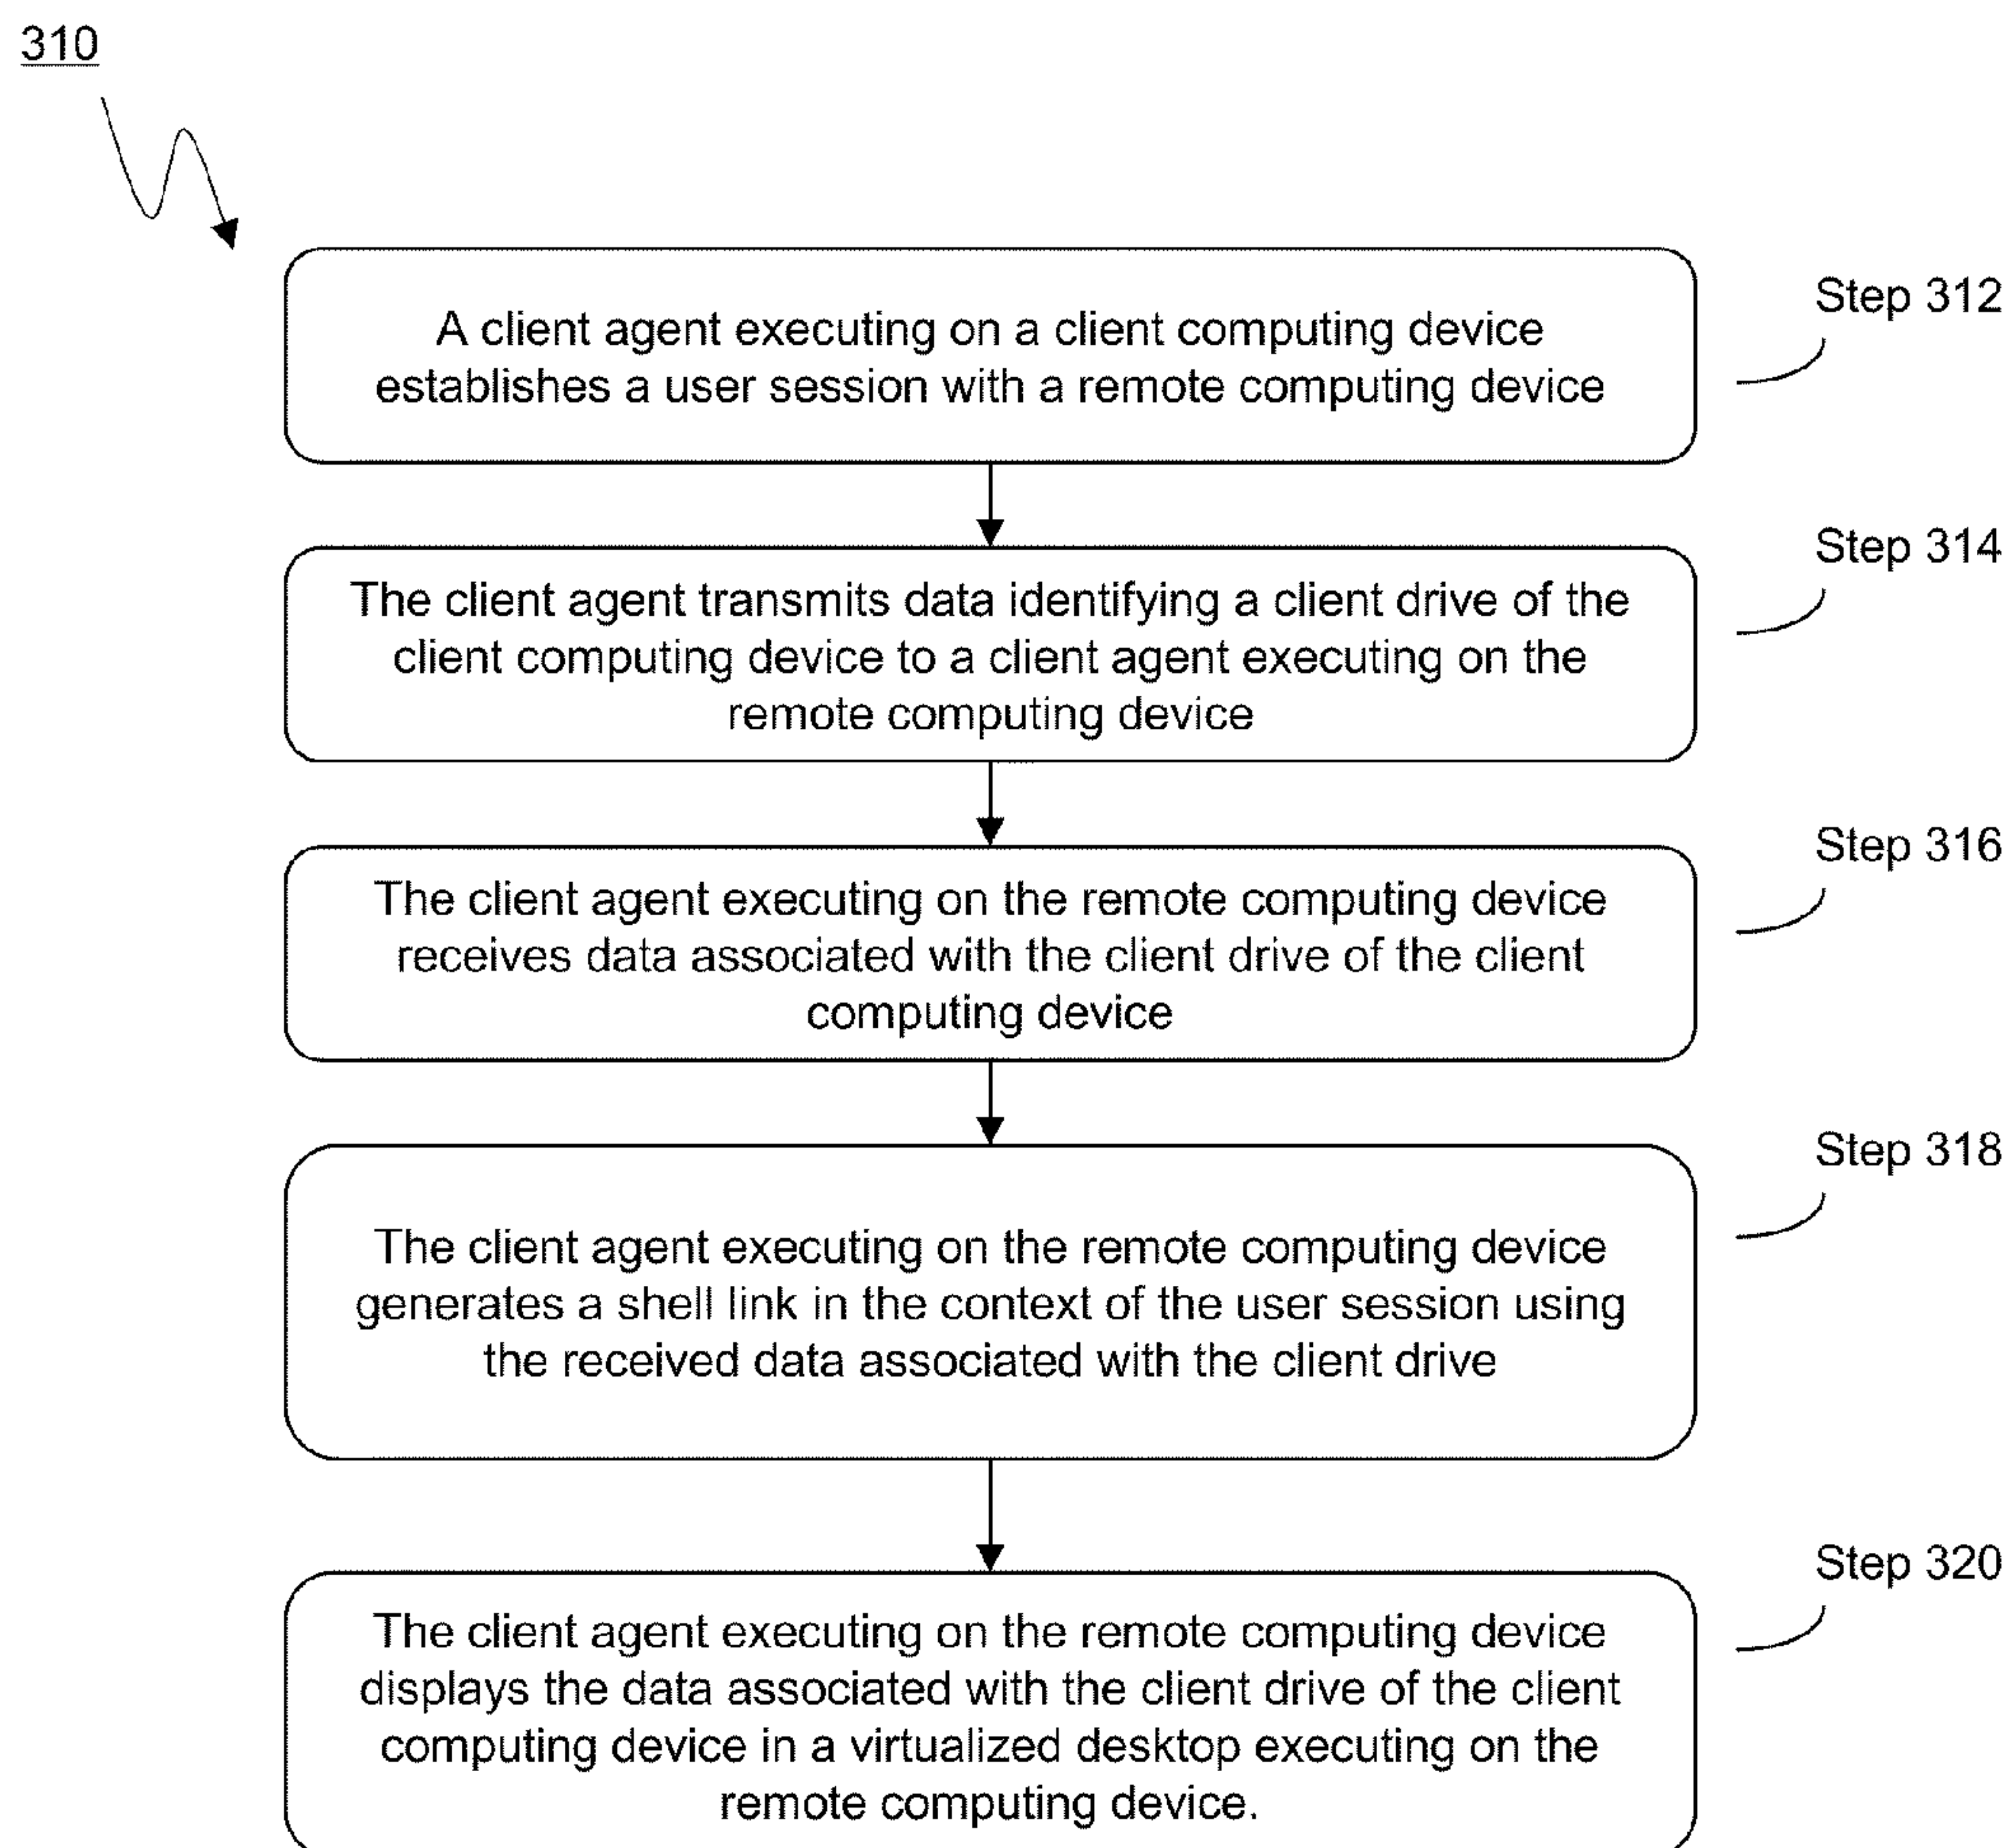 310
A client agent executing on a client computing device
establishes a user session with a remote computing device
Step 312
The client agent transmits data identifying a client drive of the
client computing device to a client agent executing on the
remote computing device
Step 314
The client agent executing on the remote computing device
receives data associated with the client drive of the client
computing device
Step 316
The client agent executing on the remote computing device
generates a shell link in the context of the user session using
the received data associated with the client drive
Step 318
The client agent executing on the remote computing device
displays the data associated with the client drive of the client
computing device in a virtualized desktop executing on the
remote computing device.
Step 320